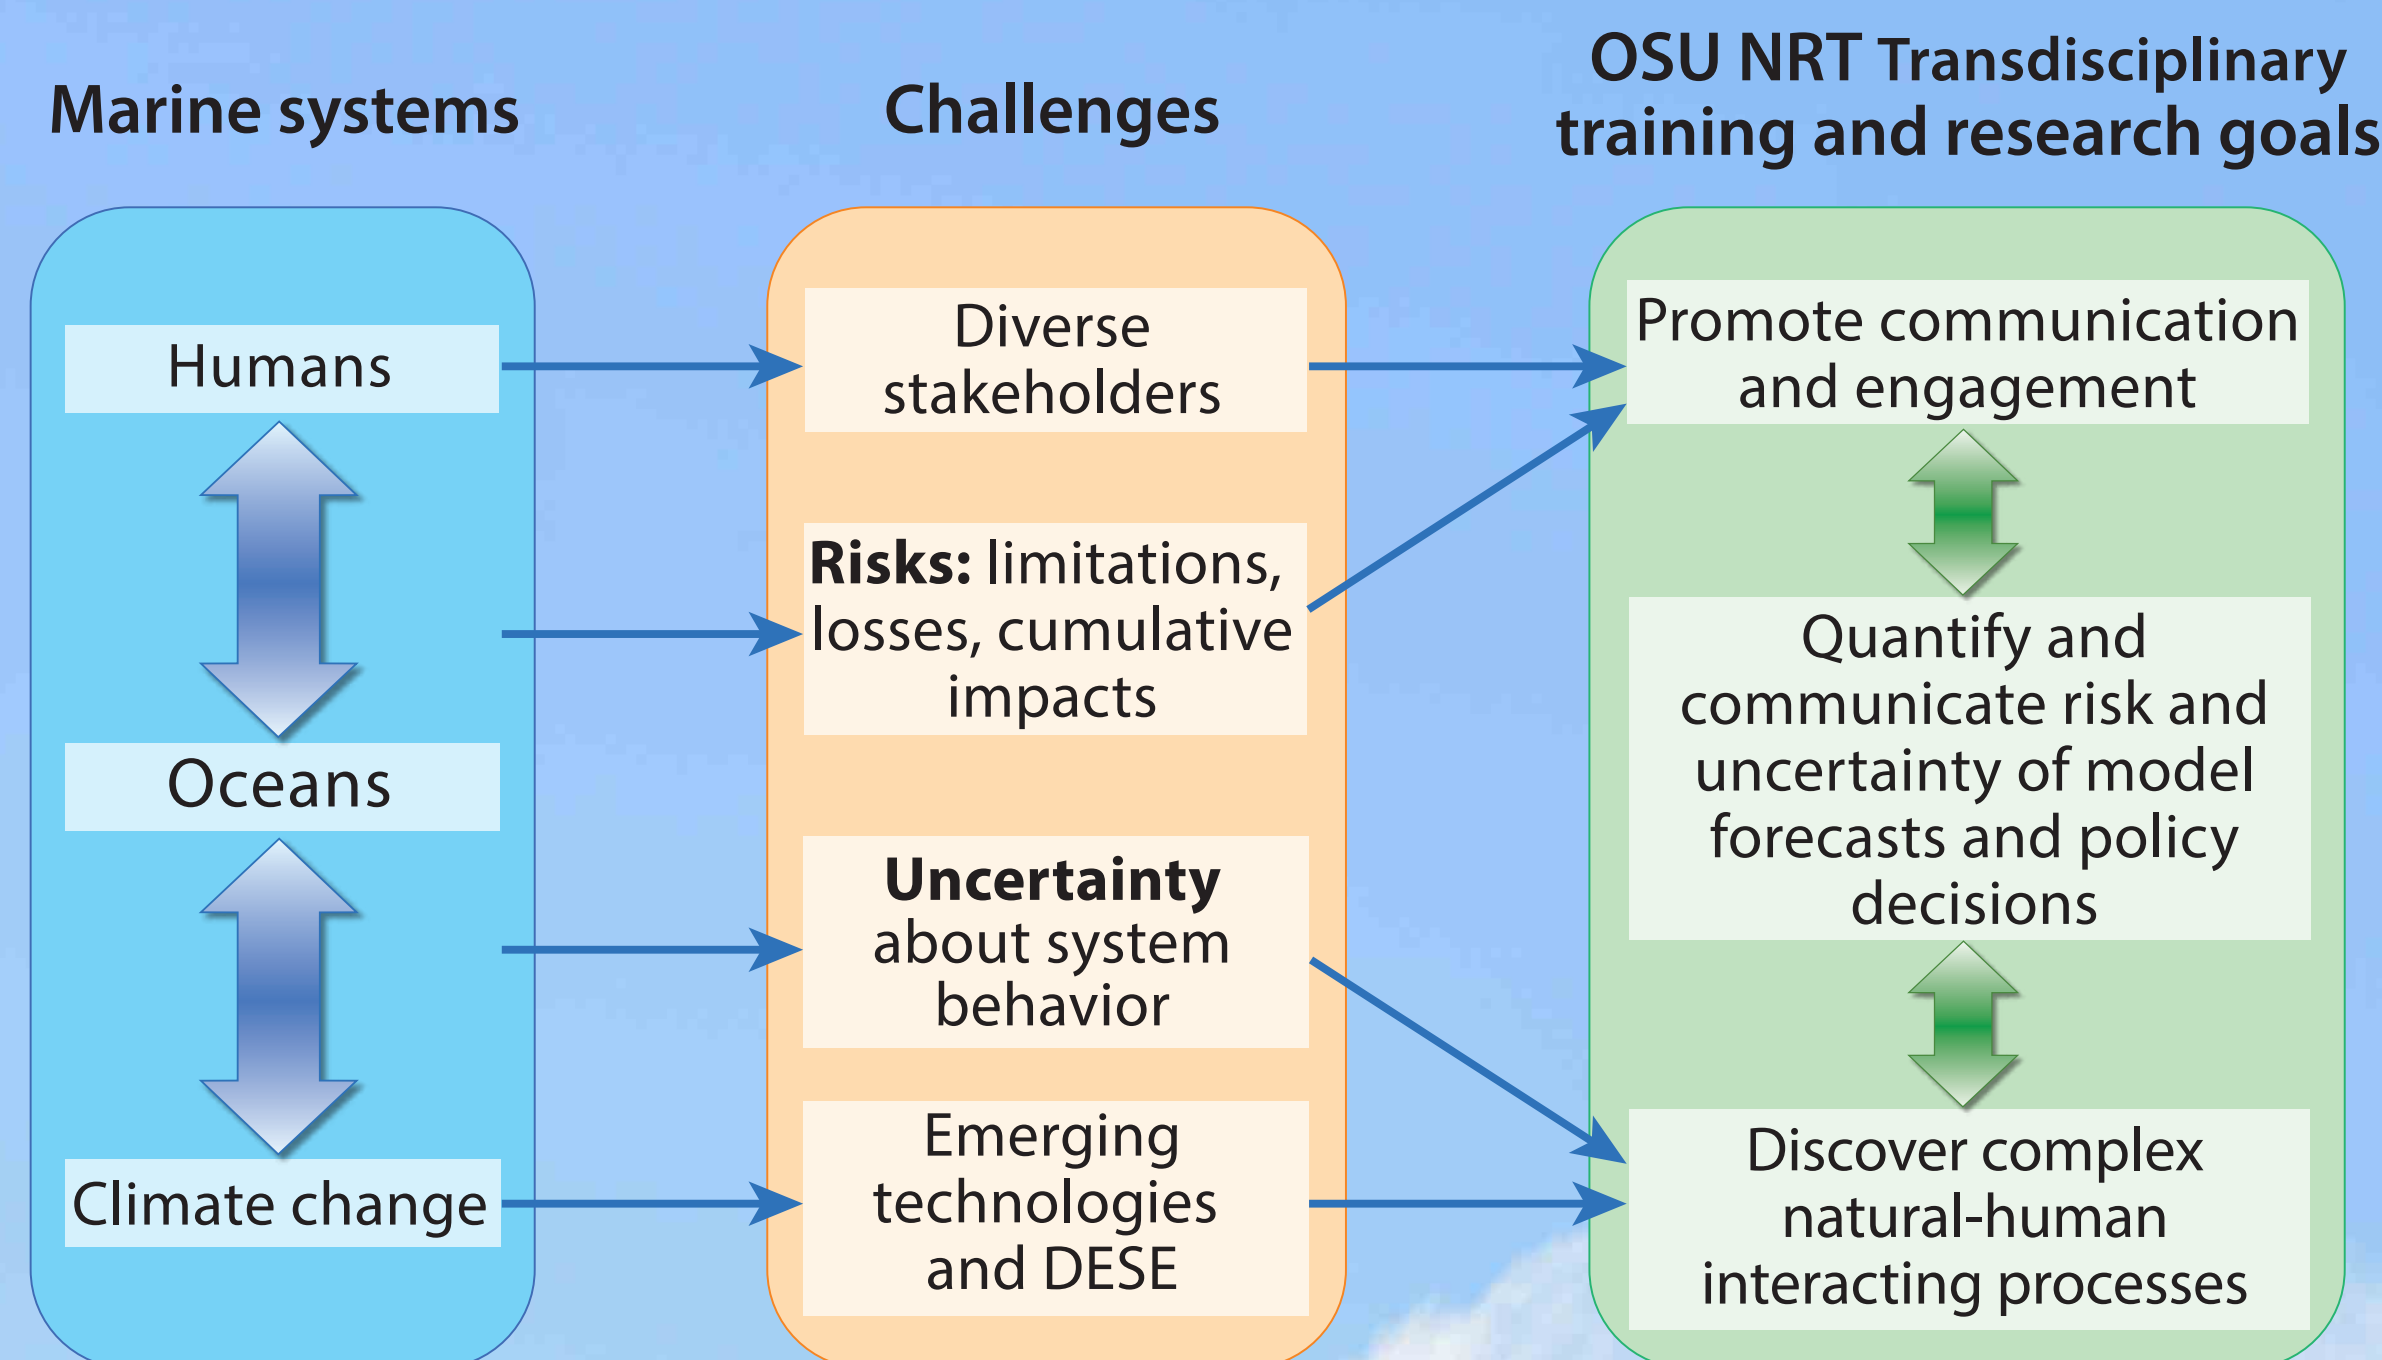 Marine systems
Humans
Oceans
Climate change
Challenges
Diverse
stakeholders
Risks: limitations,
losses, cumulative
impacts
Uncertainty
about system
behavior
Emerging
technologies
and DESE
OSU NRT Transdisciplinary
training and research goals
Promote communication
and engagement
Quantify and
communicate risk and
uncertainty of model
forecasts and policy
decisions
Discover complex
natural-human
interacting processes